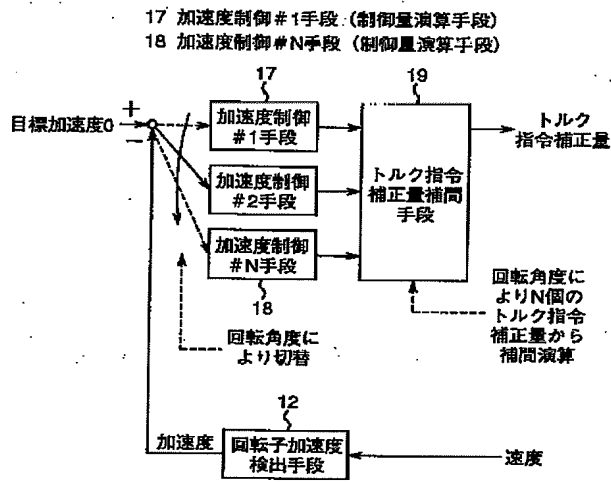 17 加速度制御#1手段 (制御量演算手段)
18 加速度制御#N手段 (制御量演算手段)
17
19
目標加速度0
+
−
加速度制御
#1手段
加速度制御
#2手段
加速度制御
#N手段
18
トルク指令
補正量補間
手段
トルク
指令補正量
回転角度に
より切替
回転角度に
よりN個の
トルク指令
補正量から
補間演算
12
加速度
回転子加速度
検出手段
速度